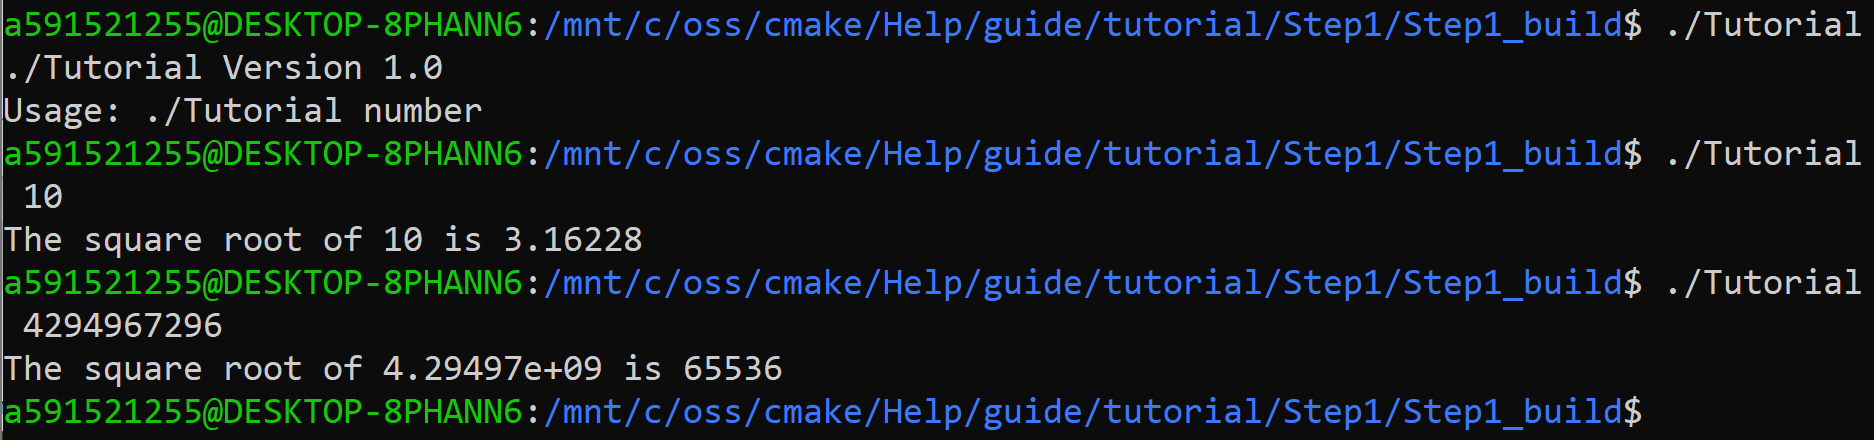 a591521255@DESKTOP-8PHANN6:/mnt/c/oss/cmake/Help/guide/tutorial/Step1/Step1_build$ ./Tutorial
./Tutorial Version 1.0
Usage: ./Tutorial number
a591521255@DESKTOP-8PHANN6:/mnt/c/oss/cmake/Help/guide/tutorial/Step1/Step1_build$ ./Tutorial
 10
The square root of 10 is 3.16228
a591521255@DESKTOP-8PHANN6:/mnt/c/oss/cmake/Help/guide/tutorial/Step1/Step1_build$ ./Tutorial
 4294967296
The square root of 4.29497e+09 is 65536
a591521255@DESKTOP-8PHANN6:/mnt/c/oss/cmake/Help/guide/tutorial/Step1/Step1_build$